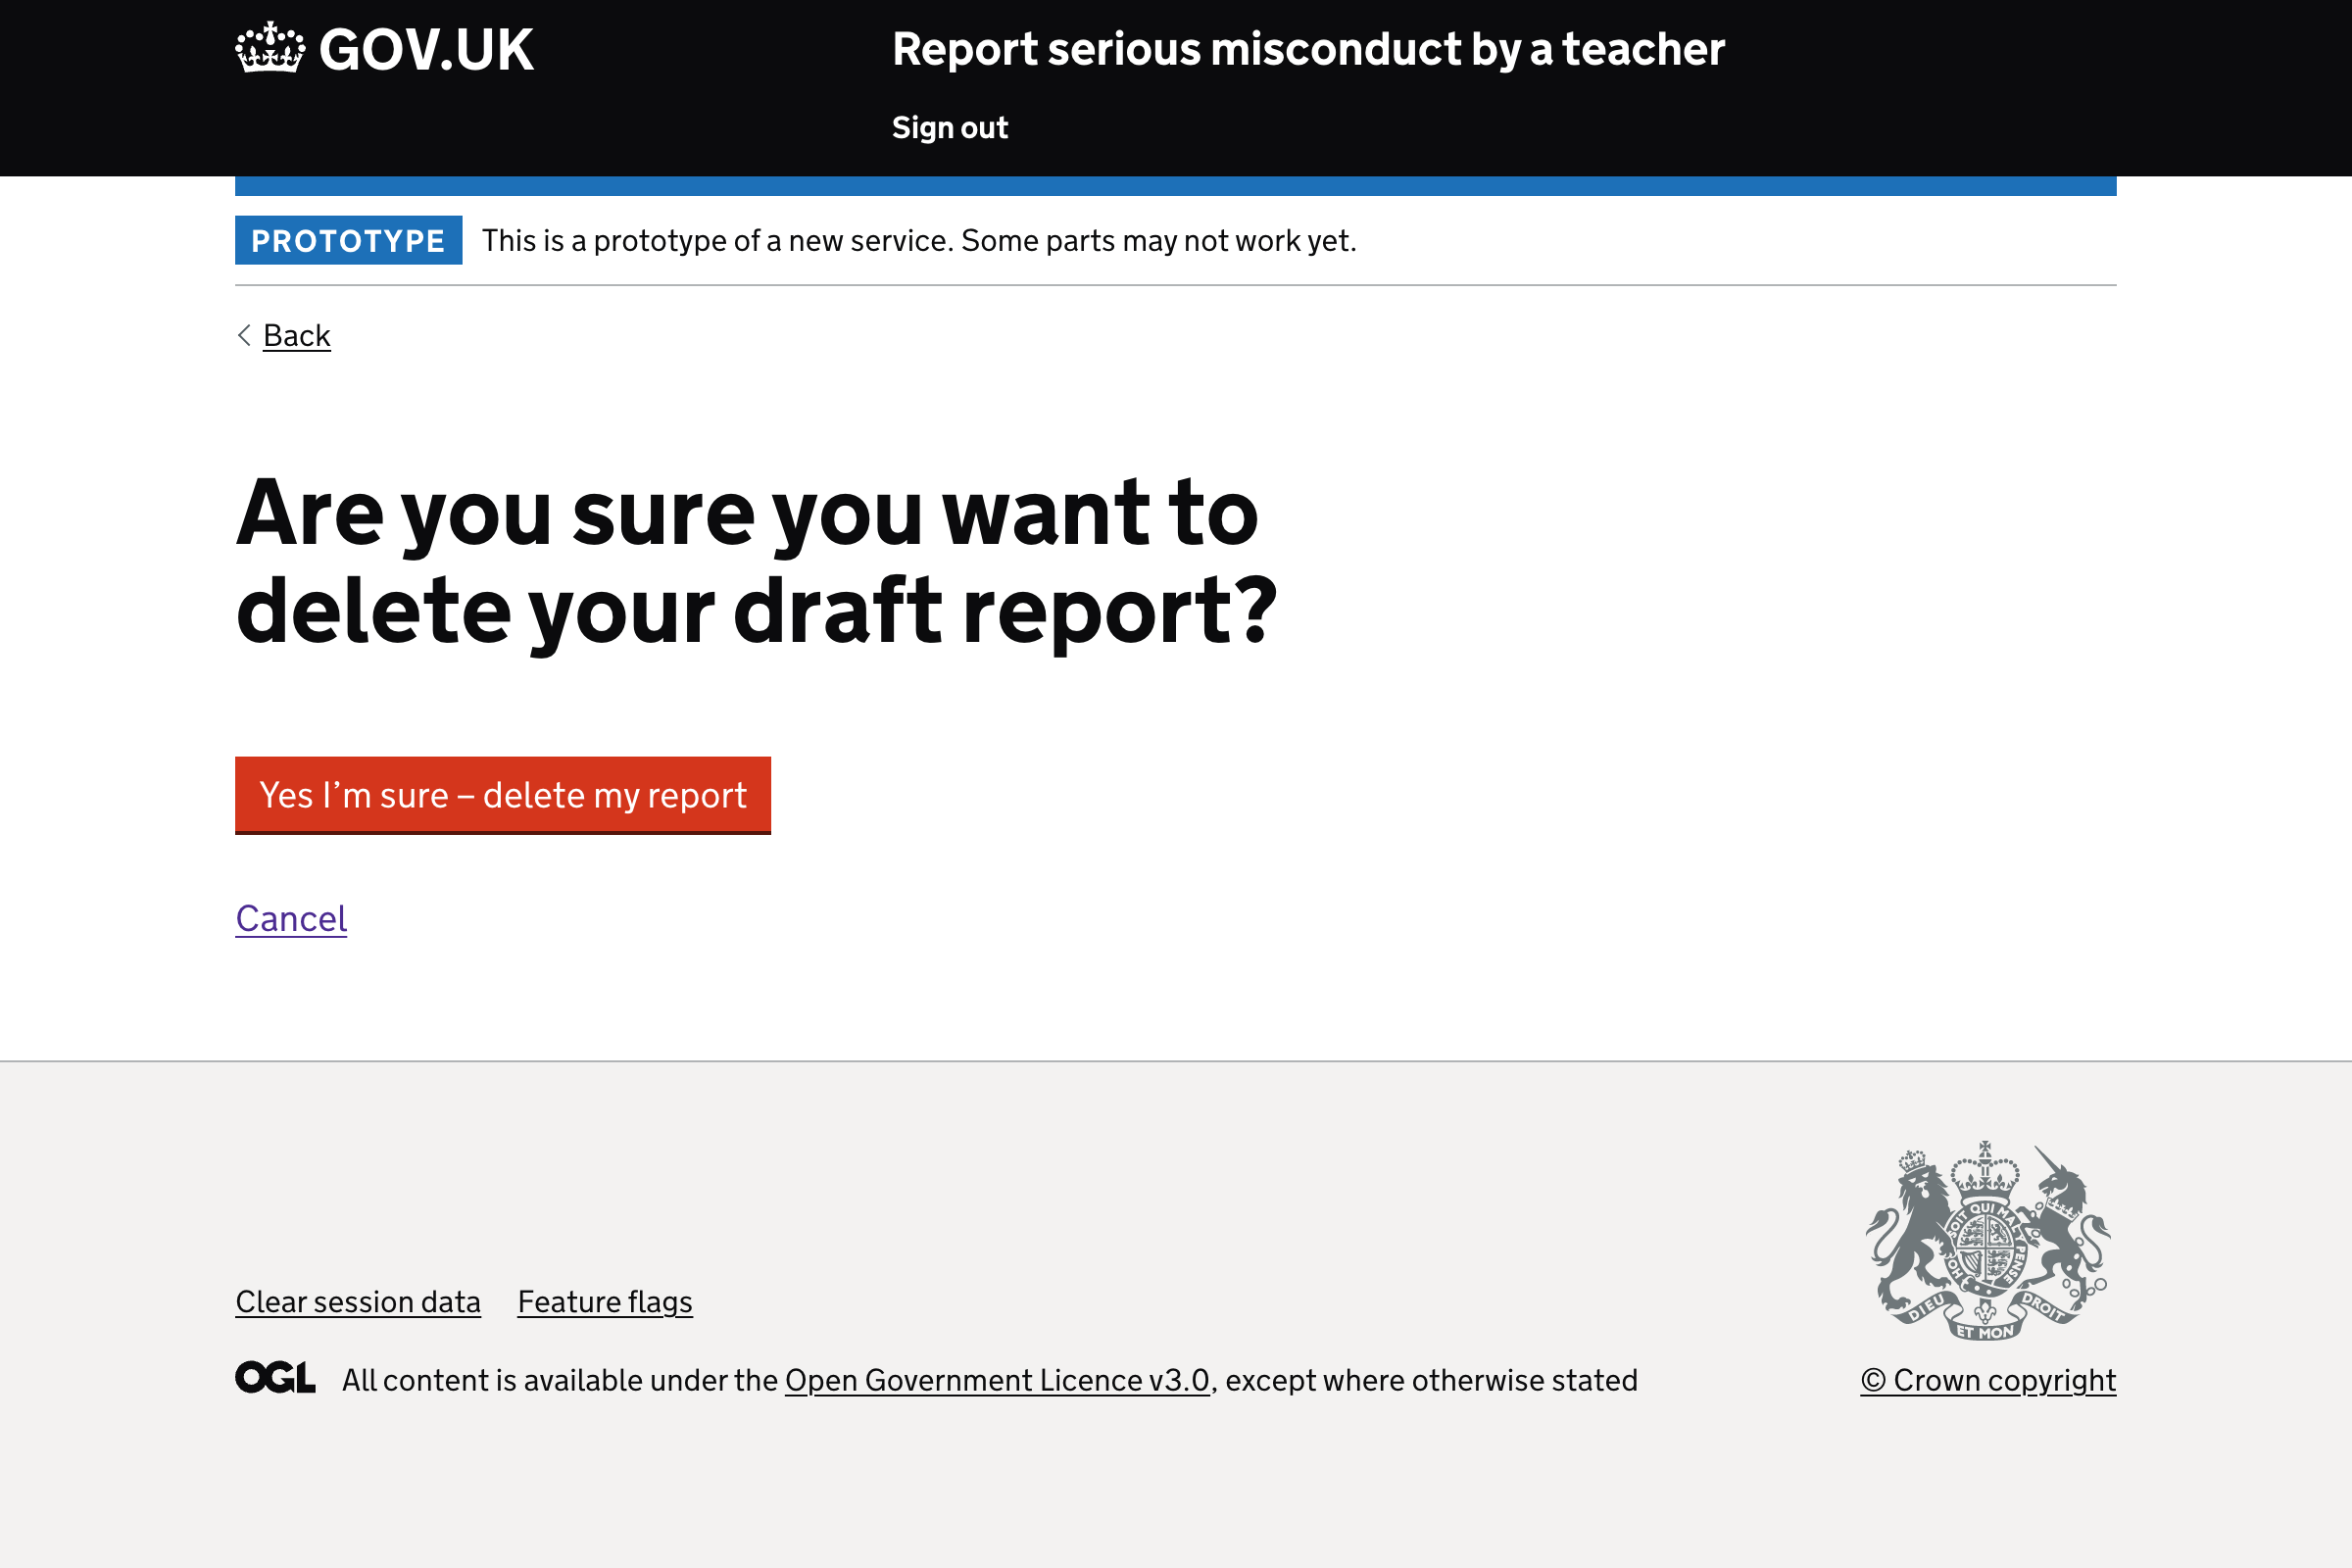 GOV.UK
Report serious misconduct by a teacher
Sign out
PROTOTYPE This is a prototype of a new service. Some parts may not work yet.
Back
Are you sure you want to
delete your draft report?
Yes I’m sure – delete my report
Cancel
Clear session data Feature flags
OGL All content is available under the Open Government Licence v3.0, except where otherwise stated
HONI SOIT QUI MAL Y PENSE
DIEU ET MON DROIT
© Crown copyright